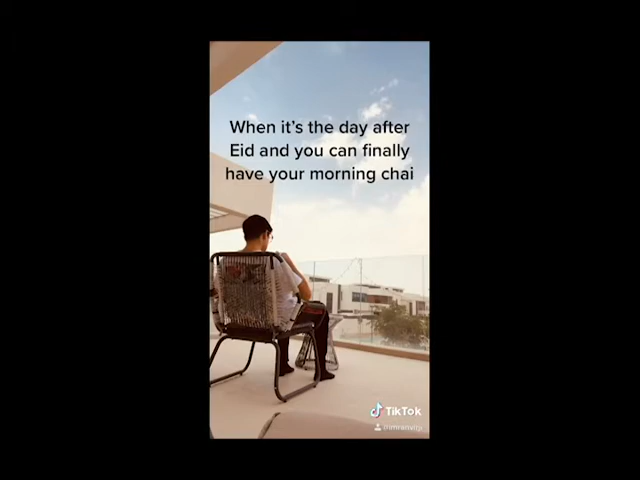 When it's the day after
Eid and you can finally
have your morning chai
TikTok